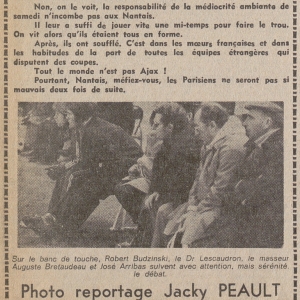 Non, on le voit, la responsabilité de la médiocrité ambiante de
samedi n'incombe pas aux Nantais.
Il leur a suffi de jouer vite une mi-temps pour faire le trou.
On vit alors qu'ils étaient tous en forme.
Après, ils ont soufflé. C'est dans les mœurs françaises et dans
les habitudes de la part de toutes les équipes étrangères qui
disputent des coupes.
Tout le monde n'est pas Ajax !
Pourtant, Nantais, méfiez-vous, les Parisiens ne seront pas si
mauvais deux fois de suite.
Sur le banc de touche, Robert Budzinski, le Dr Lescaudron, le masseur
Auguste Bretaudeau et José Arribas suivent avec attention, mais sérénité,
le débat.
Photo reportage Jacky PEAULT